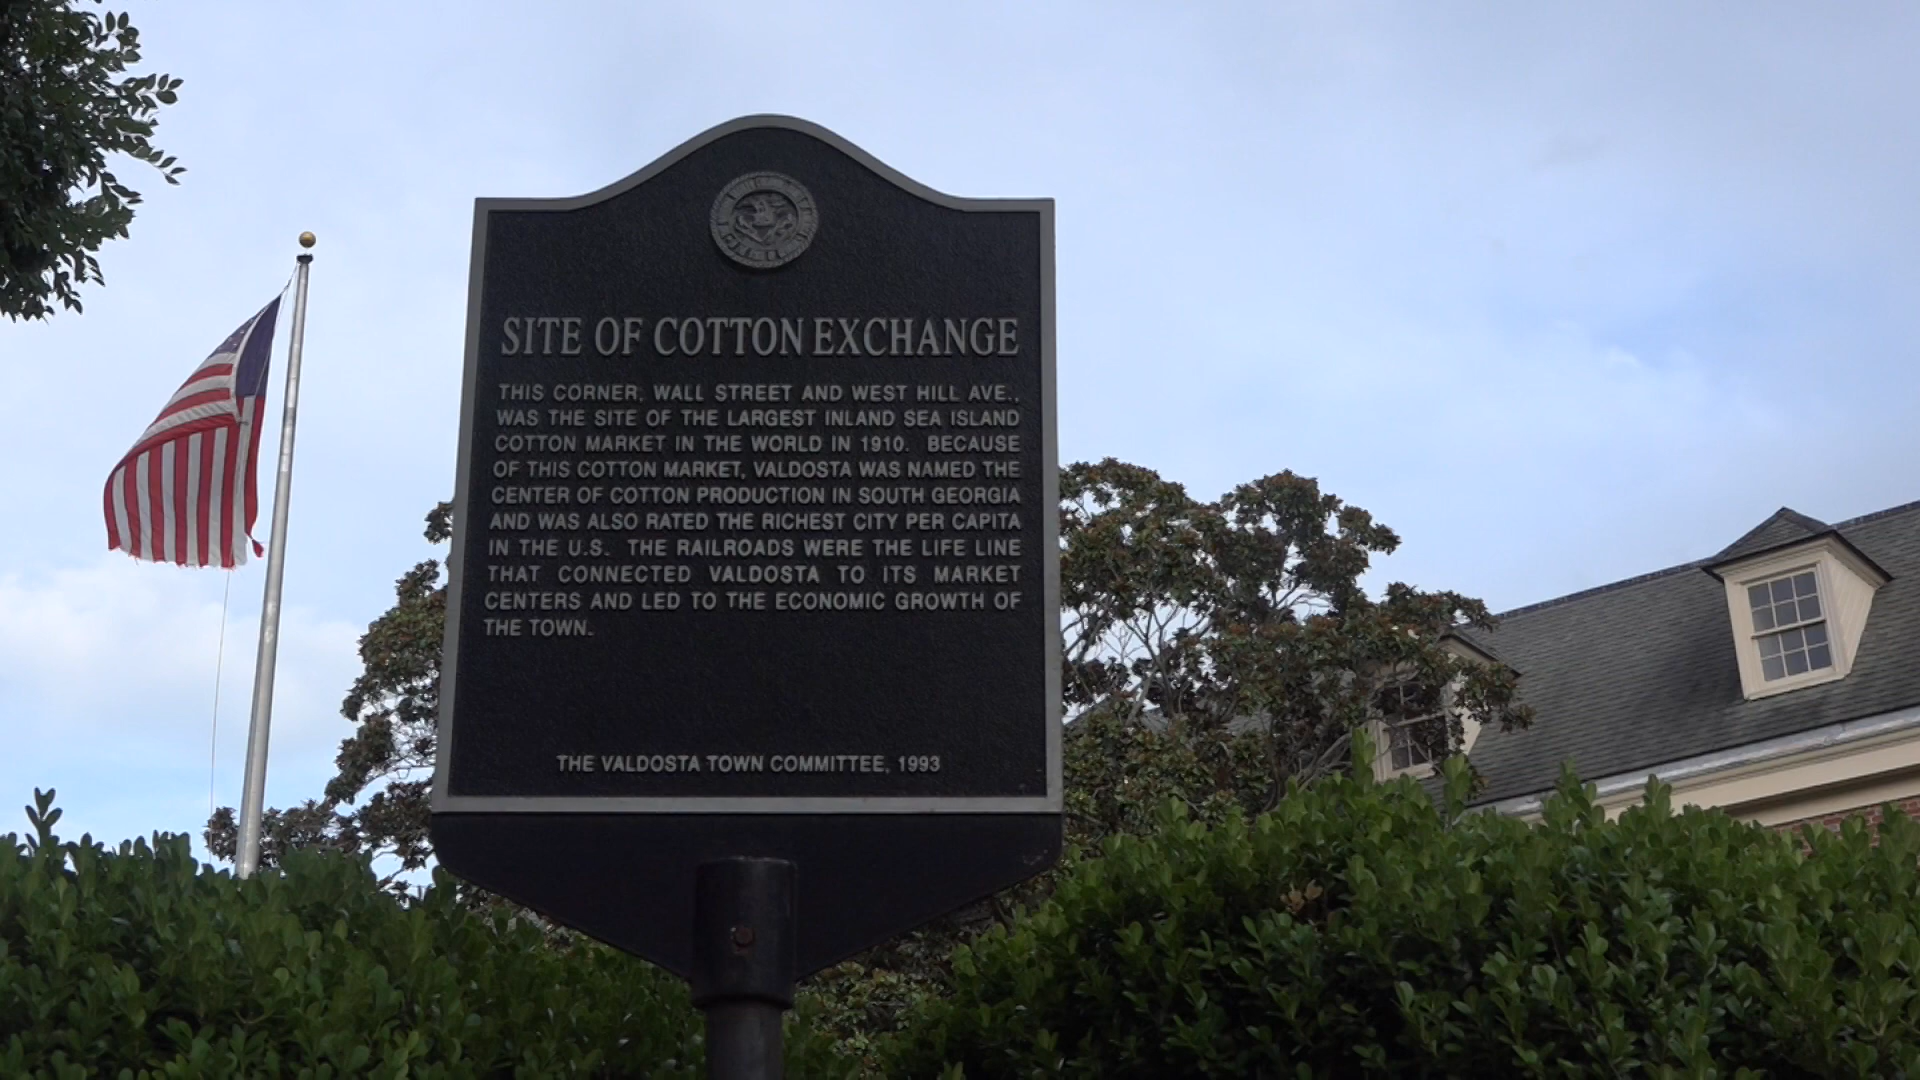 SITE OF COTTON EXCHANGE
THIS CORNER, WALL STREET AND WEST HILL AVE.,
WAS THE SITE OF THE LARGEST INLAND SEA ISLAND
COTTON MARKET IN THE WORLD IN 1910. BECAUSE
OF THIS COTTON MARKET, VALDOSTA WAS NAMED THE
CENTER OF COTTON PRODUCTION IN SOUTH GEORGIA
AND WAS ALSO RATED THE RICHEST CITY PER CAPITA
IN THE U.S. THE RAILROADS WERE THE LIFE LINE
THAT CONNECTED VALDOSTA TO ITS MARKET
CENTERS AND LED TO THE ECONOMIC GROWTH OF
THE TOWN.
THE VALDOSTA TOWN COMMITTEE, 1993